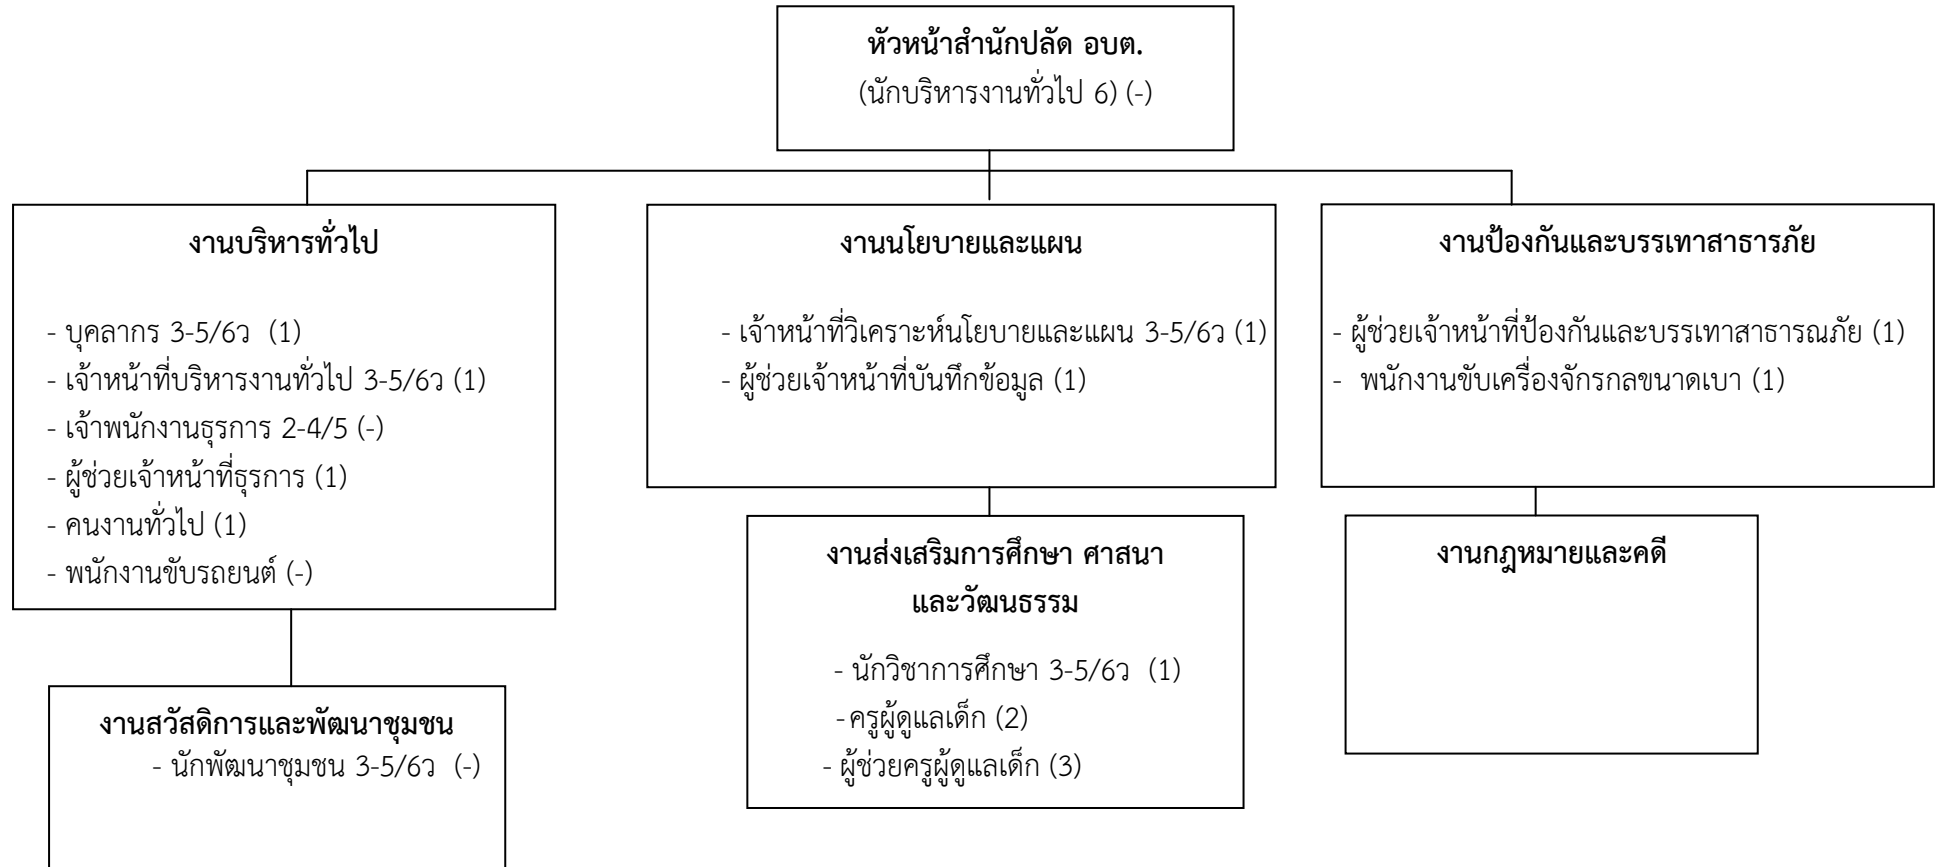 หัวหน้าสำนักปลัด อบต.
(นักบริหารงานทั่วไป 6) (-)
งานบริหารทั่วไป
- บุคลากร 3-5/6ว (1)
- เจ้าหน้าที่บริหารงานทั่วไป 3-5/6ว (1)
- เจ้าพนักงานธุรการ 2-4/5 (-)
- ผู้ช่วยเจ้าหน้าที่ธุรการ (1)
- คนงานทั่วไป (1)
- พนักงานขับรถยนต์ (-)
งานนโยบายและแผน
- เจ้าหน้าที่วิเคราะห์นโยบายและแผน 3-5/6ว (1)
- ผู้ช่วยเจ้าหน้าที่บันทึกข้อมูล (1)
งานป้องกันและบรรเทาสาธารภัย
- ผู้ช่วยเจ้าหน้าที่ป้องกันและบรรเทาสาธารณภัย (1)
- พนักงานขับเครื่องจักรกลขนาดเบา (1)
งานสวัสดิการและพัฒนาชุมชน
- นักพัฒนาชุมชน 3-5/6ว (-)
งานส่งเสริมการศึกษา ศาสนา
และวัฒนธรรม
- นักวิชาการศึกษา 3-5/6ว (1)
- ครูผู้ดูแลเด็ก (2)
- ผู้ช่วยครูผู้ดูแลเด็ก (3)
งานกฎหมายและคดี